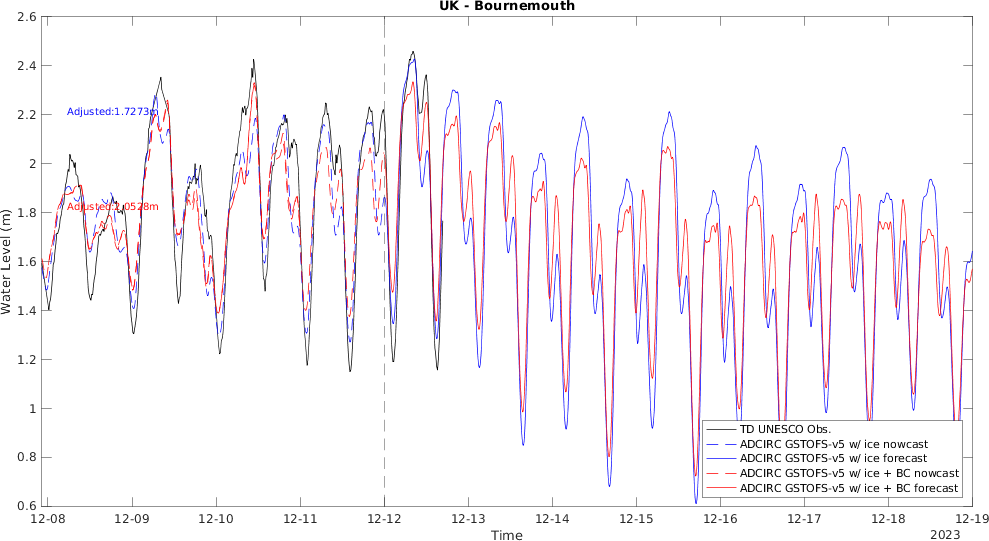 UK - Bournemouth
2.6
2.4
2.2
2
1.8
1.6
1.4
1.2
1
0.8
0.6
Water Level (m)
Adjusted:1.7273m
Adjusted:2.0528m
TD UNESCO Obs.
ADCIRC GSTOFS-v5 w/ ice nowcast
ADCIRC GSTOFS-v5 w/ ice forecast
ADCIRC GSTOFS-v5 w/ ice + BC nowcast
ADCIRC GSTOFS-v5 w/ ice + BC forecast
12-08 12-09 12-10 12-11 12-12 12-13 12-14 12-15 12-16 12-17 12-18 12-19
Time
2023